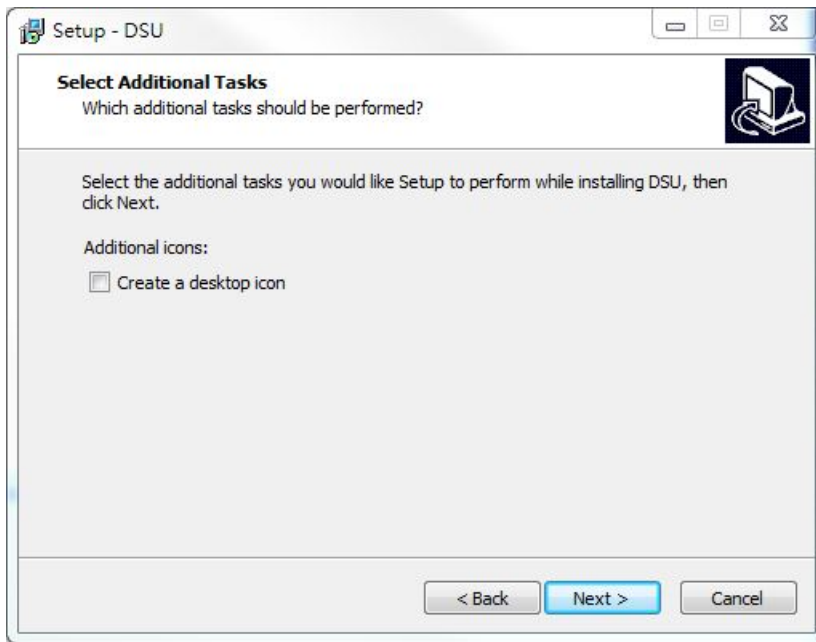 Setup - DSU
Select Additional Tasks
Which additional tasks should be performed?
Select the additional tasks you would like Setup to perform while installing DSU, then
click Next.
Additional icons:
Create a desktop icon
< Back
Next >
Cancel